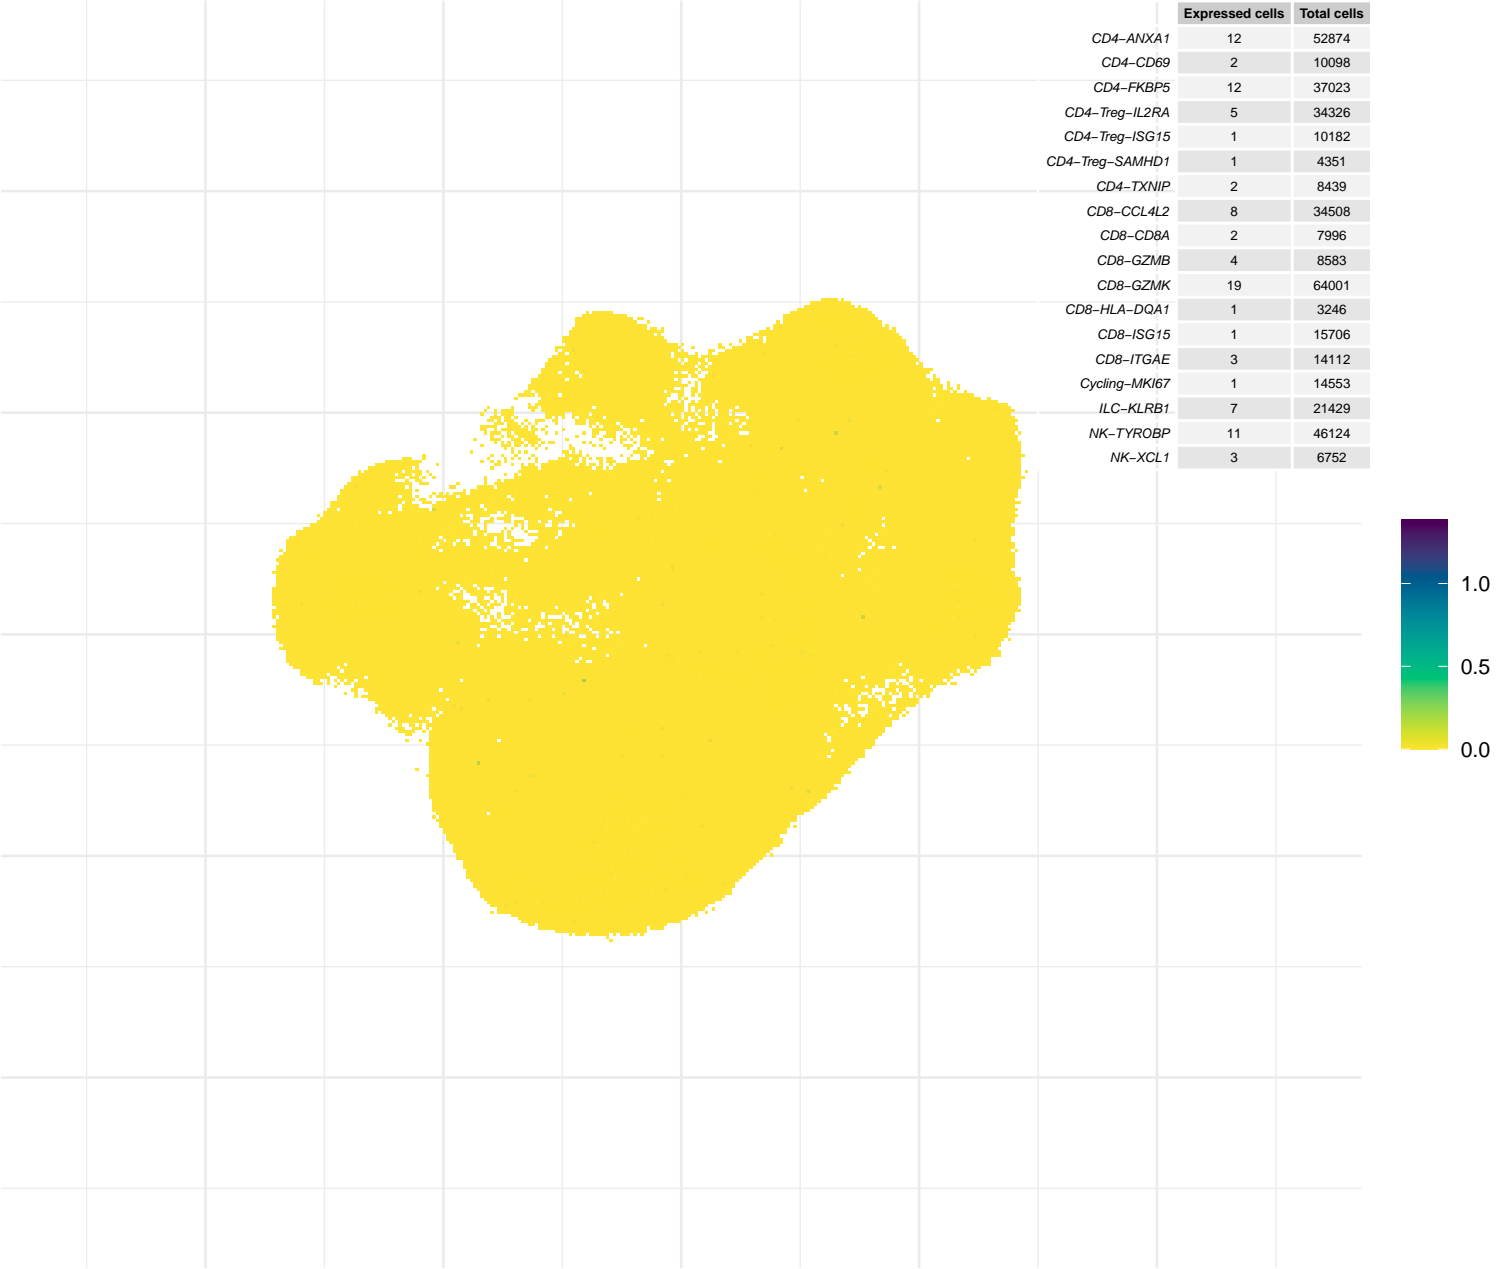 Expressed cells Total cells
CD4−ANXA1 12 52874
CD4−CD69 2 10098
CD4−FKBP5 12 37023
CD4−Treg−IL2RA 5 34326
CD4−Treg−ISG15 1 10182
CD4−Treg−SAMHD1 1 4351
CD4−TXNIP 2 8439
CD8−CCL4L2 8 34508
CD8−CD8A 2 7996
CD8−GZMB 4 8583
CD8−GZMK 19 64001
CD8−HLA−DQA1 1 3246
CD8−ISG15 1 15706
CD8−ITGAE 3 14112
Cycling−MKI67 1 14553
ILC−KLRB1 7 21429
NK−TYROBP 11 46124
NK−XCL1 3 6752
1.0
0.5
0.0